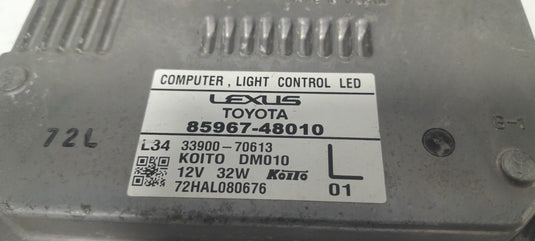 COMPUTER, LIGHT CONTROL LED
LEXUS
TOYOTA
85967-48010
L34 33900-70613
KOITO DM010
12V 32W Koito
72HAL080676
L
01
72L
G-1